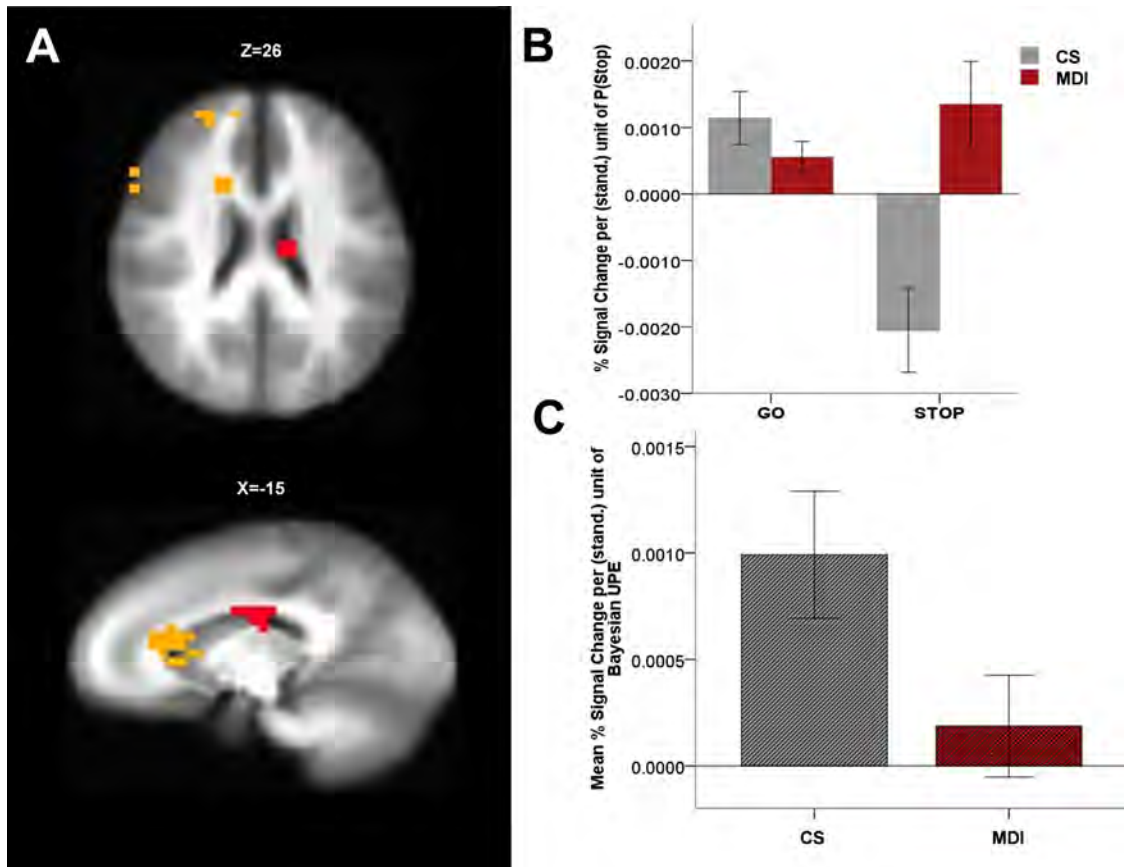 A
Z=26
X=-15
B
% Signal Change per (stand.) unit of P(Stop)
0.0020
0.0010
0.0000
-0.0010
-0.0020
-0.0030
GO
STOP
CS
MDI
C
Mean % Signal Change per (stand.) unit of
Bayesian UPE
0.0015
0.0010
0.0005
0.0000
CS
MDI